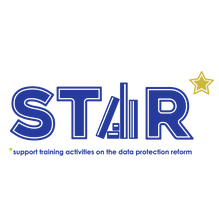 STAR
*support training activities on the data protection reform